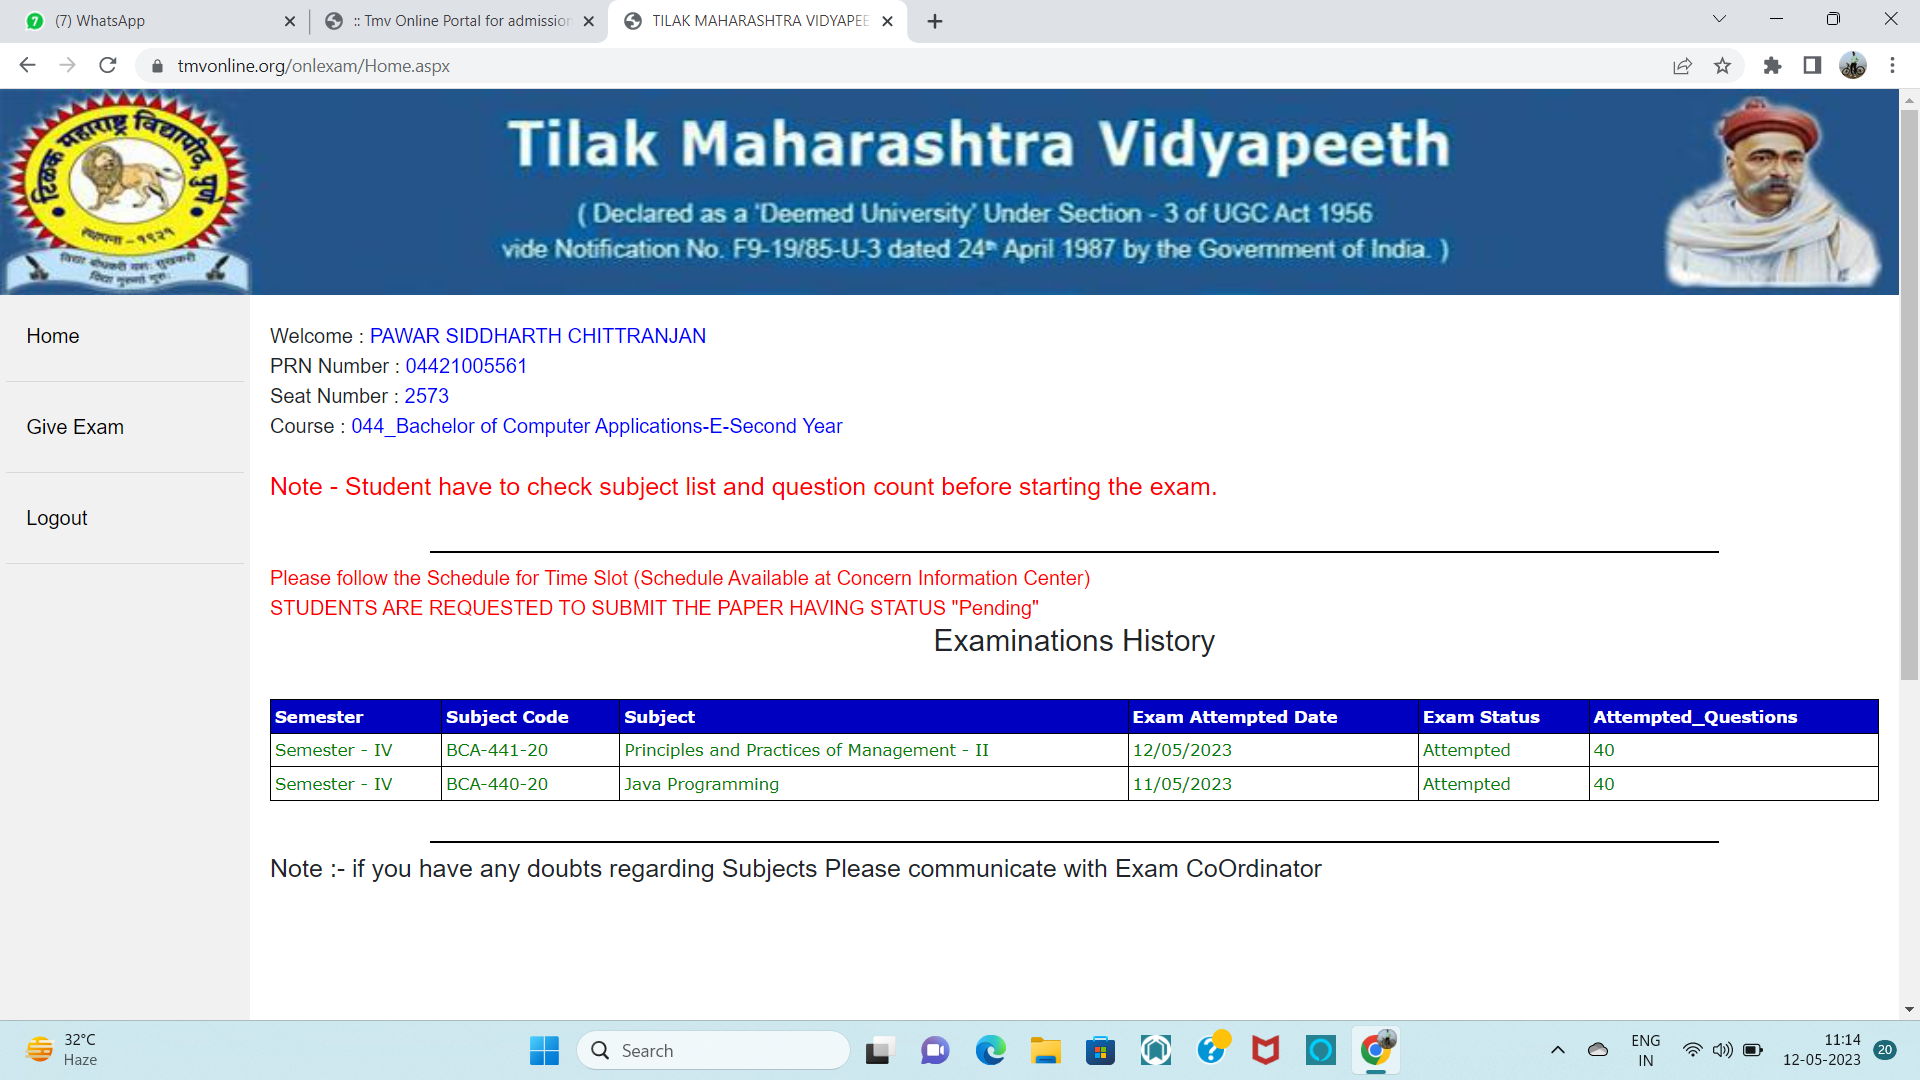 (7) WhatsApp
:: Tmv Online Portal for admission
TILAK MAHARASHTRA VIDYAPEE
tmvonline.org/onlexam/Home.aspx
टिळक महाराष्ट्र विद्यापीठ, पुणे
स्थापना - १९२१
Tilak Maharashtra Vidyapeeth
( Declared as a 'Deemed University' Under Section - 3 of UGC Act 1956
vide Notification No. F9-19/85-U-3 dated 24th April 1987 by the Government of India. )
Home
Give Exam
Logout
Welcome : PAWAR SIDDHARTH CHITTRANJAN
PRN Number : 04421005561
Seat Number : 2573
Course : 044_Bachelor of Computer Applications-E-Second Year
Note - Student have to check subject list and question count before starting the exam.
Please follow the Schedule for Time Slot (Schedule Available at Concern Information Center)
STUDENTS ARE REQUESTED TO SUBMIT THE PAPER HAVING STATUS "Pending"
Examinations History
Semester Subject Code Subject Exam Attempted Date Exam Status Attempted_Questions
Semester - IV BCA-441-20 Principles and Practices of Management - II 12/05/2023 Attempted 40
Semester - IV BCA-440-20 Java Programming 11/05/2023 Attempted 40
Note :- if you have any doubts regarding Subjects Please communicate with Exam CoOrdinator
32°C
Haze
Search
ENG
IN
11:14
12-05-2023
20